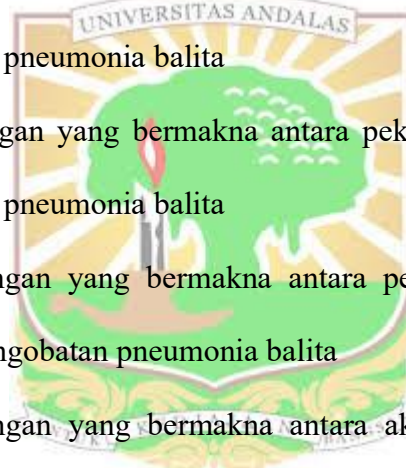 UNIVERSITAS ANDALAS
pneumonia balita
gan yang bermakna antara pek
pneumonia balita
ngan yang bermakna antara pe
ngobatan pneumonia balita
ngan yang bermakna antara ak